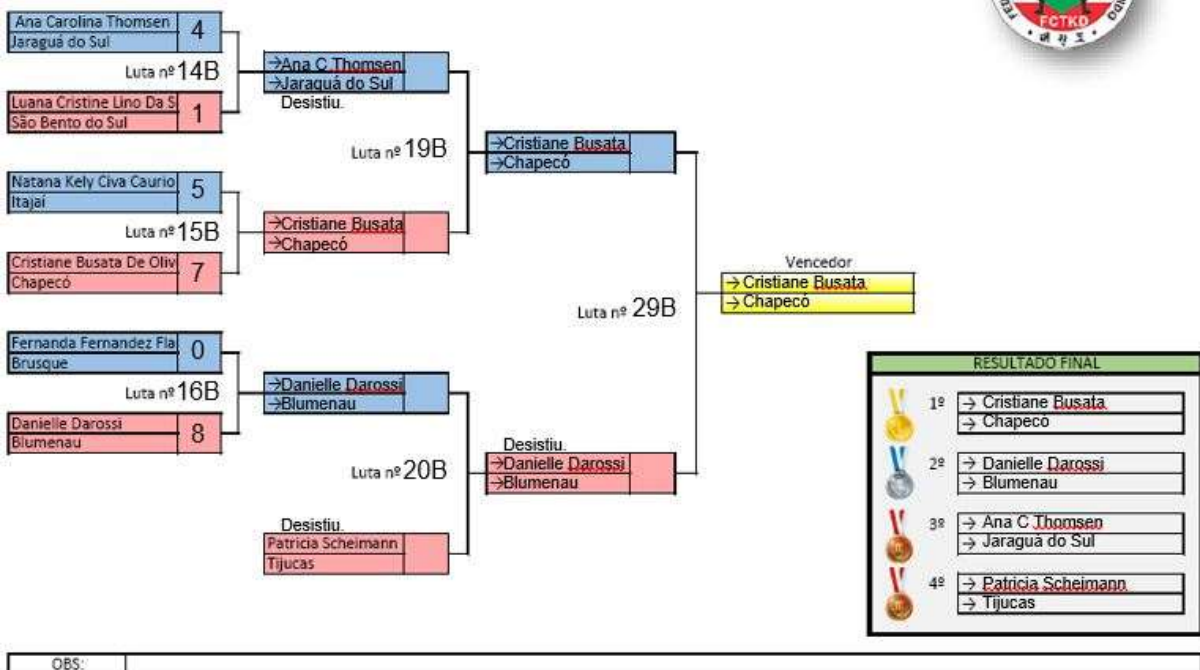 FCTKD
Ana Carolina Thomsen 4
Jaraguá do Sul
Luta nº 14B
Luana Cristine Lino Da S 1
São Bento do Sul
→Ana C Thomsen
→Jaraguá do Sul
Desistiu.
Luta nº 19B
→Cristiane Busata
→Chapecó
Natana Kely Civa Caurio 5
Itajaí
Luta nº 15B
Cristiane Busata De Oliv 7
Chapecó
→Cristiane Busata
→Chapecó
Vencedor
→ Cristiane Busata
→ Chapecó
Luta nº 29B
Fernanda Fernandez Fla 0
Brusque
Luta nº 16B
Danielle Darossi 8
Blumenau
→Danielle Darossi
→Blumenau
Luta nº 20B
Desistiu.
→Danielle Darossi
→Blumenau
Desistiu.
Patricia Scheimann
Tijucas
RESULTADO FINAL
1º → Cristiane Busata
→ Chapecó
2º → Danielle Darossi
→ Blumenau
3º → Ana C Thomsen
→ Jaraguá do Sul
4º → Patricia Scheimann
→ Tijucas
OBS: